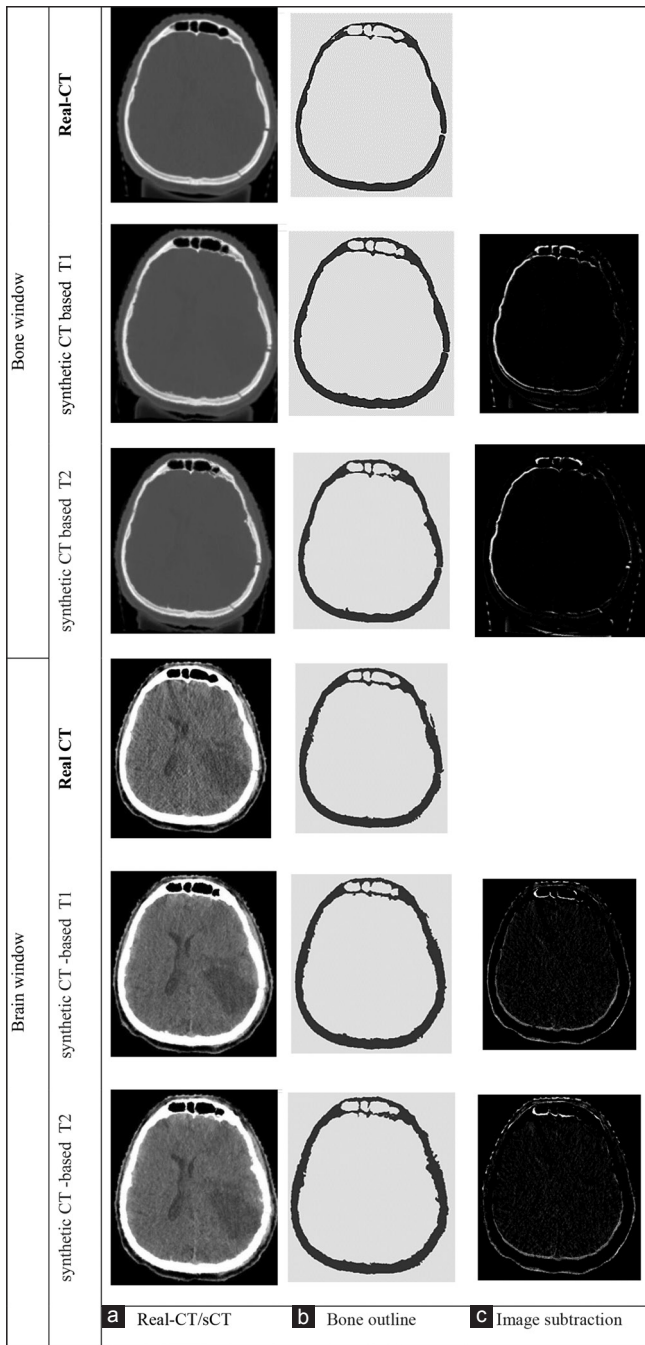 Bone window
Real-CT
synthetic CT based T1
synthetic CT based T2
Brain window
Real CT
synthetic CT -based T1
synthetic CT -based T2
a Real-CT/sCT
b Bone outline
c Image subtraction